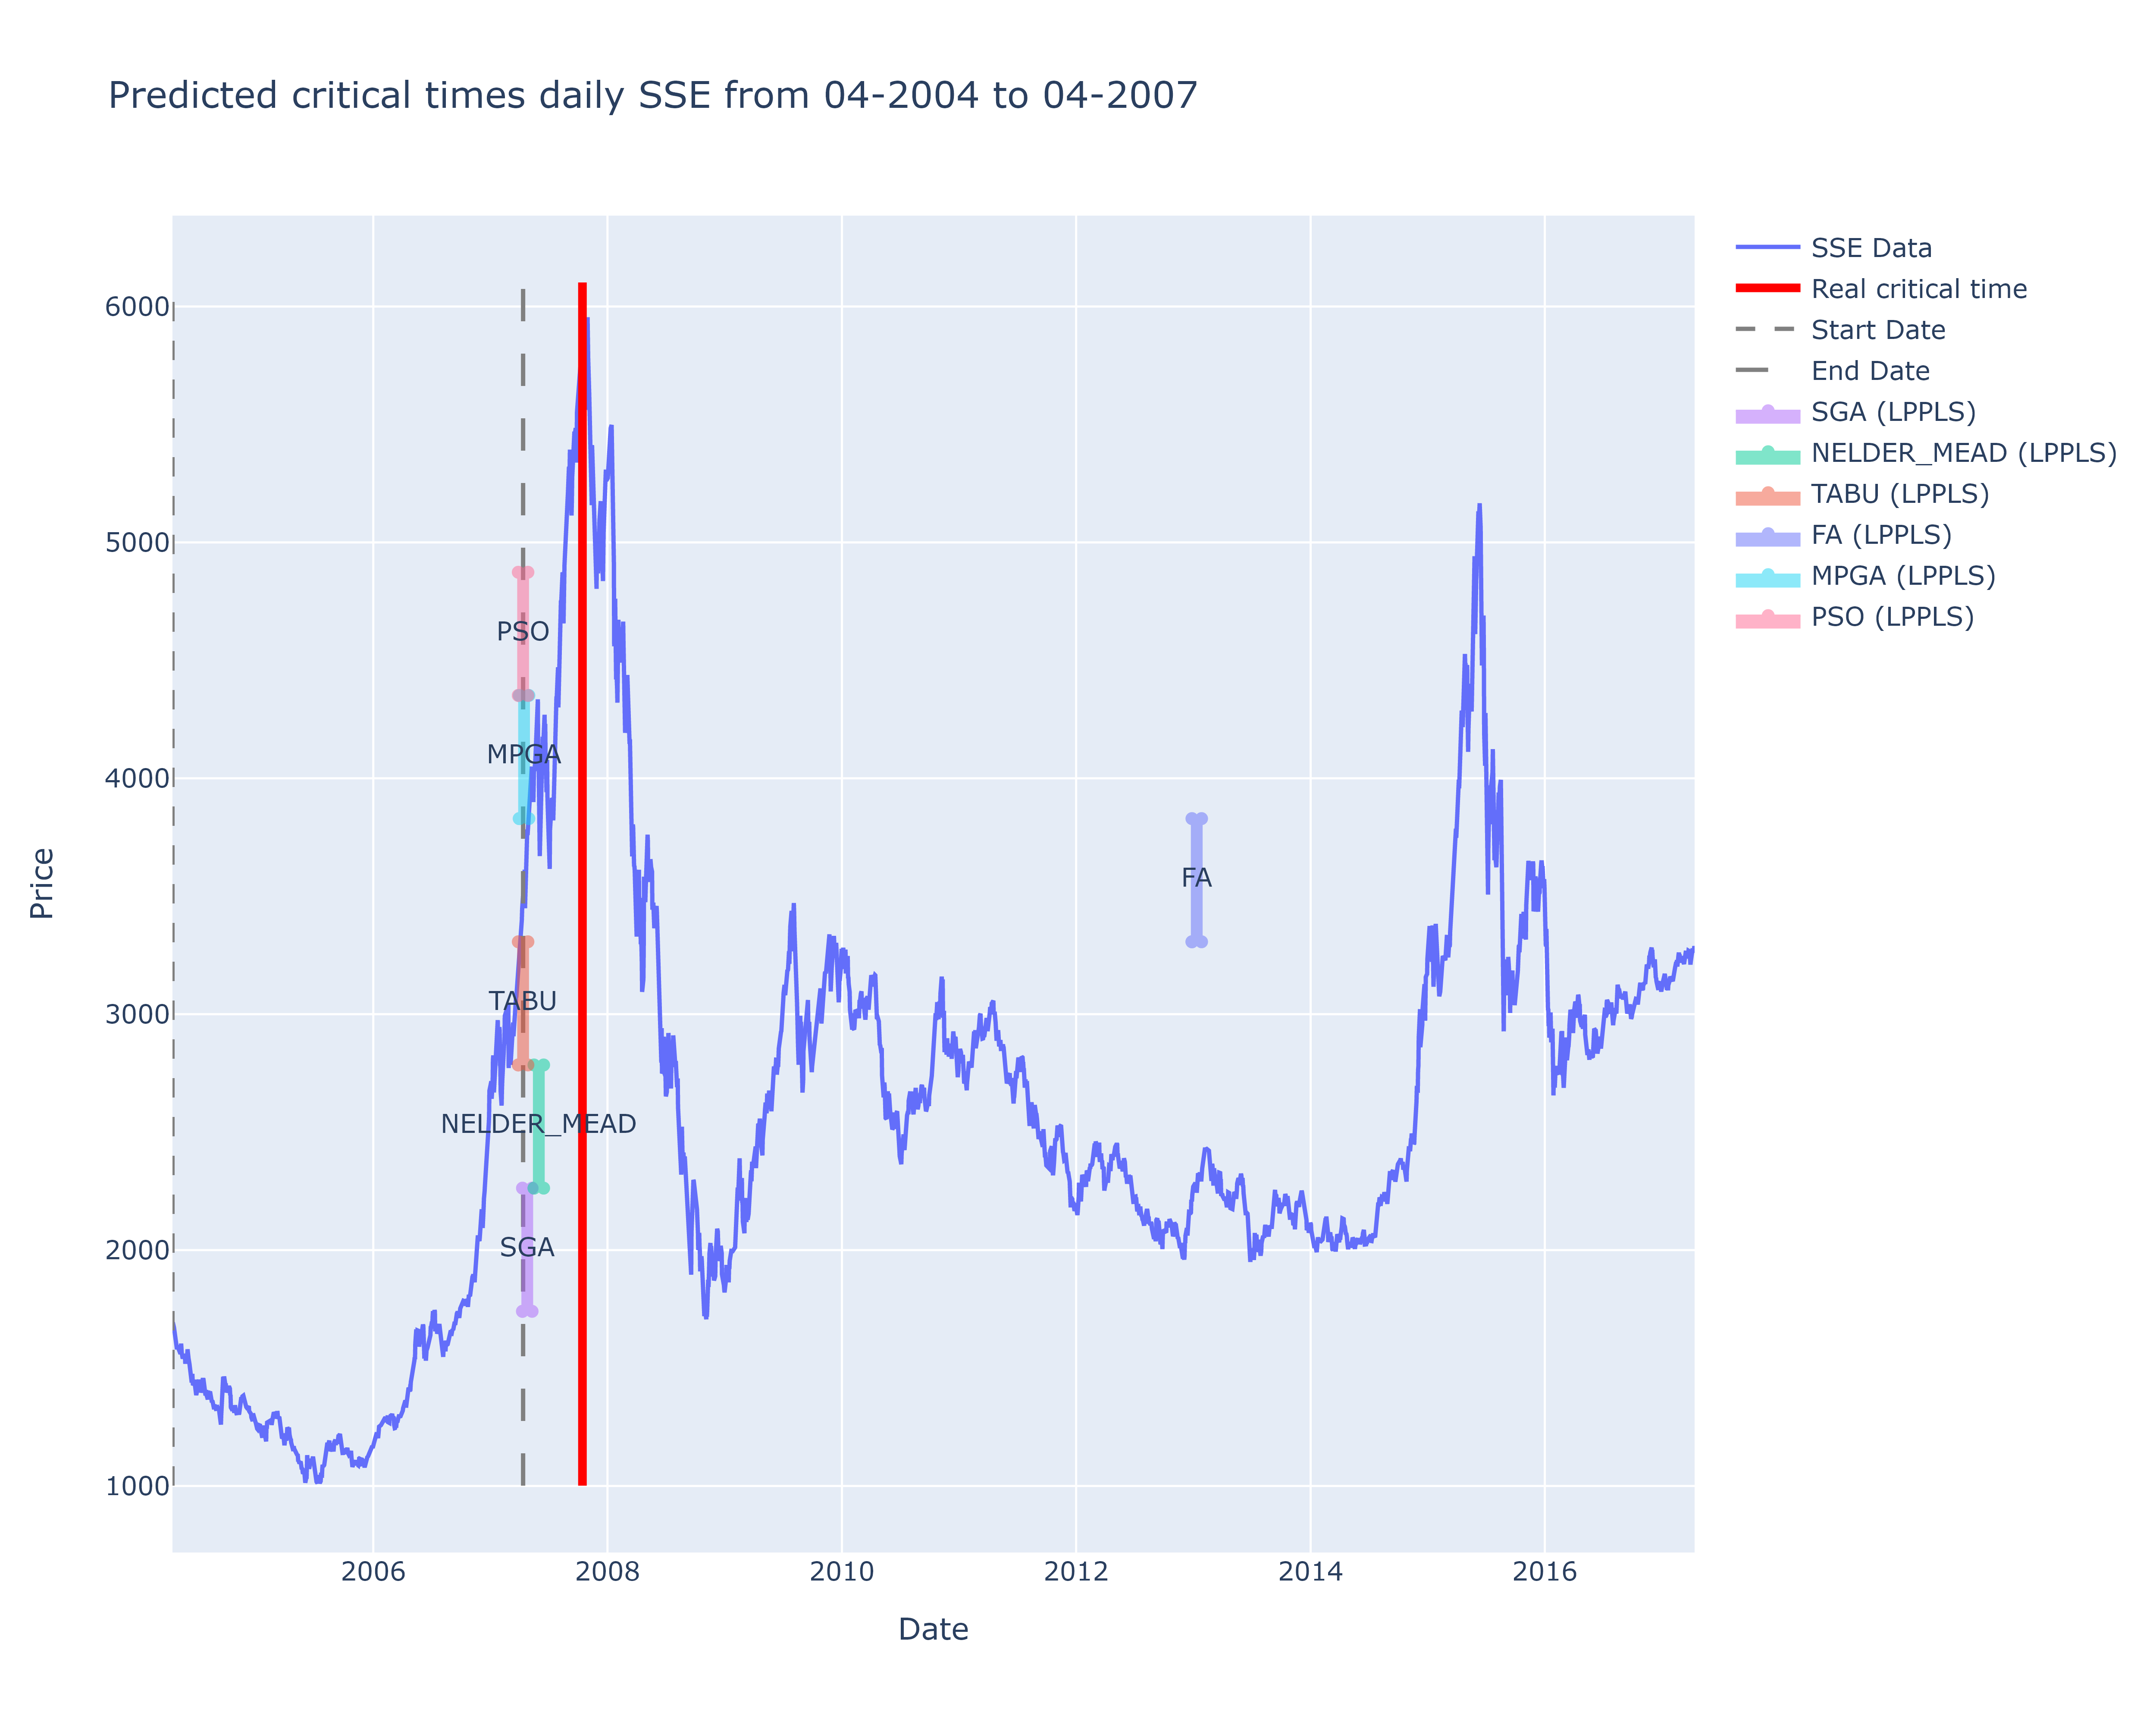 Predicted critical times daily SSE from 04-2004 to 04-2007
SSE Data
Real critical time
Start Date
End Date
SGA (LPPLS)
NELDER_MEAD (LPPLS)
TABU (LPPLS)
FA (LPPLS)
MPGA (LPPLS)
PSO (LPPLS)
6000
5000
4000
3000
2000
1000
Price
PSO
MPGA
FA
TABU
NELDER_MEAD
SGA
2006
2008
2010
2012
2014
2016
Date